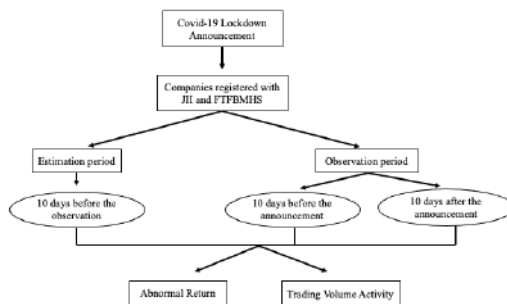 Covid-19 Lockdown
Announcement
Companies registered with
JII and FTFBMHS
Estimation period
Observation period
10 days before the
observation
10 days before the
announcement
10 days after the
announcement
Abnormal Return
Trading Volume Activity